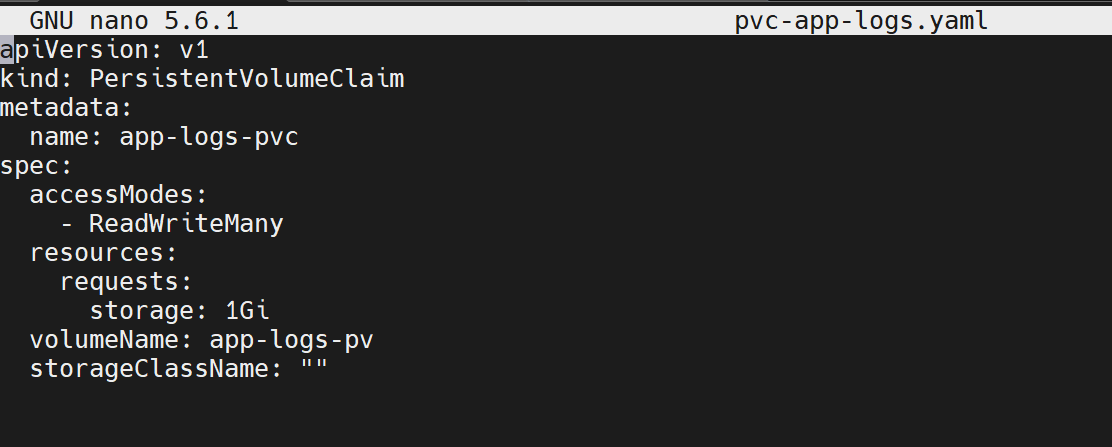 GNU nano 5.6.1 pvc-app-logs.yaml
apiVersion: v1
kind: PersistentVolumeClaim
metadata:
  name: app-logs-pvc
spec:
  accessModes:
    - ReadWriteMany
  resources:
    requests:
      storage: 1Gi
  volumeName: app-logs-pv
  storageClassName: ""